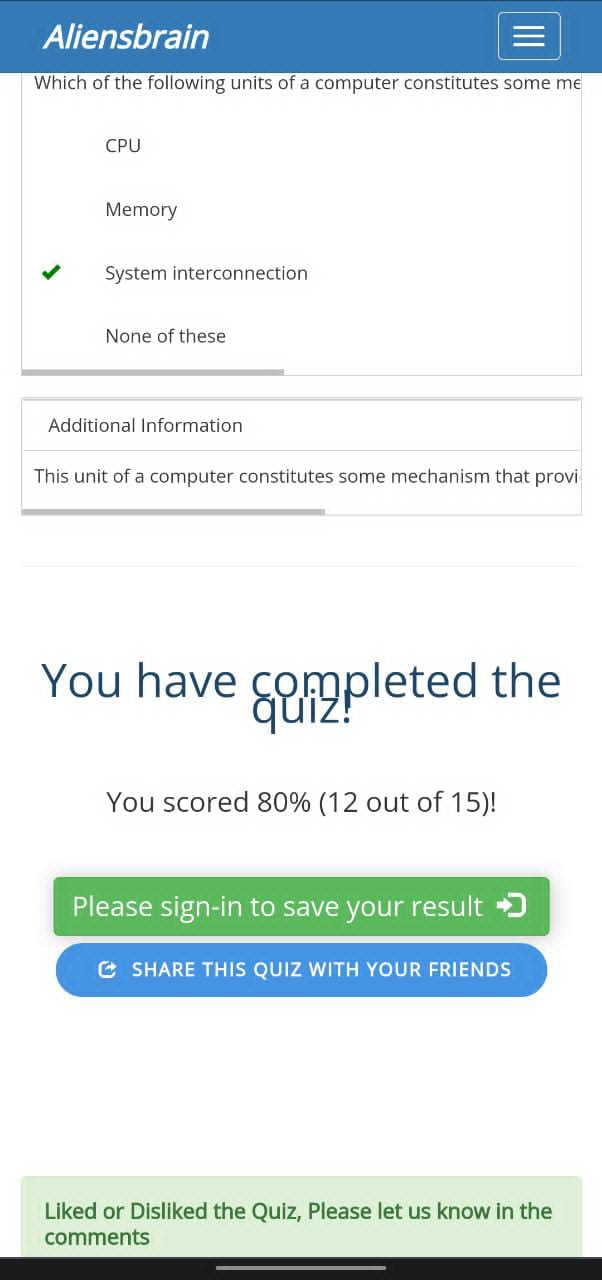 Aliensbrain
Which of the following units of a computer constitutes some me
CPU
Memory
System interconnection
None of these
Additional Information
This unit of a computer constitutes some mechanism that provi
You have completed the
quiz!
You scored 80% (12 out of 15)!
Please sign-in to save your result
SHARE THIS QUIZ WITH YOUR FRIENDS
Liked or Disliked the Quiz, Please let us know in the
comments